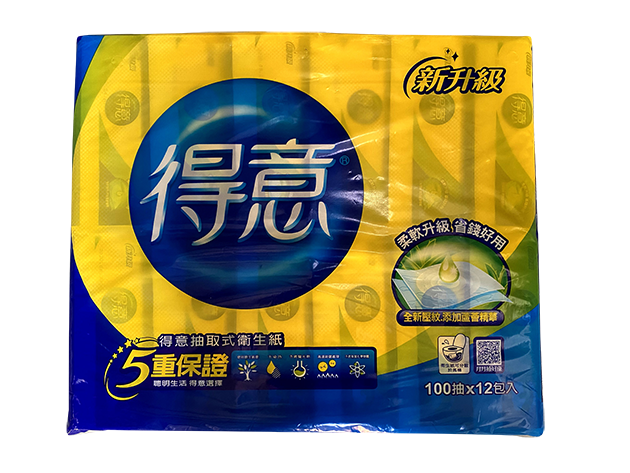 新升級
得意®
柔軟升級 省錢好用
全新壓紋.添加蘆薈精華
得意抽取式衛生紙
5重保證
聰明生活 得意選擇
100抽x12包入